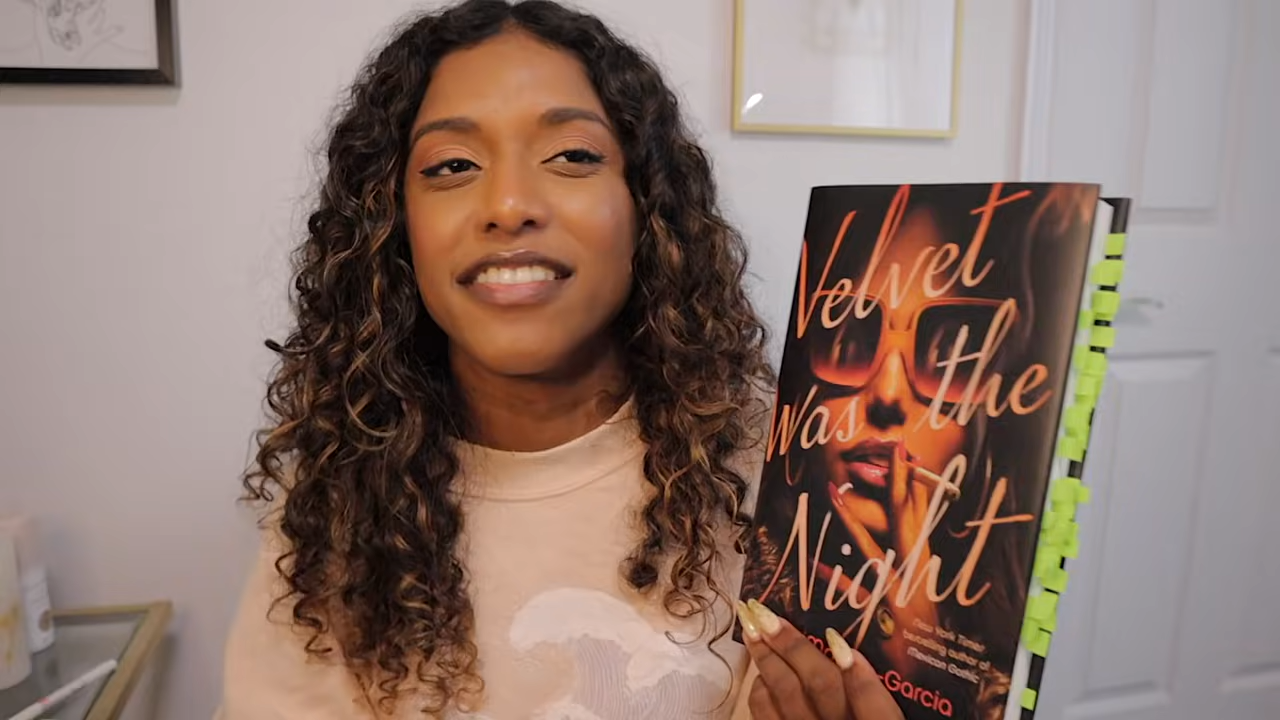 Velvet
Was the
Night
New York Times
bestselling author of
Mexican Gothic
-Garcia